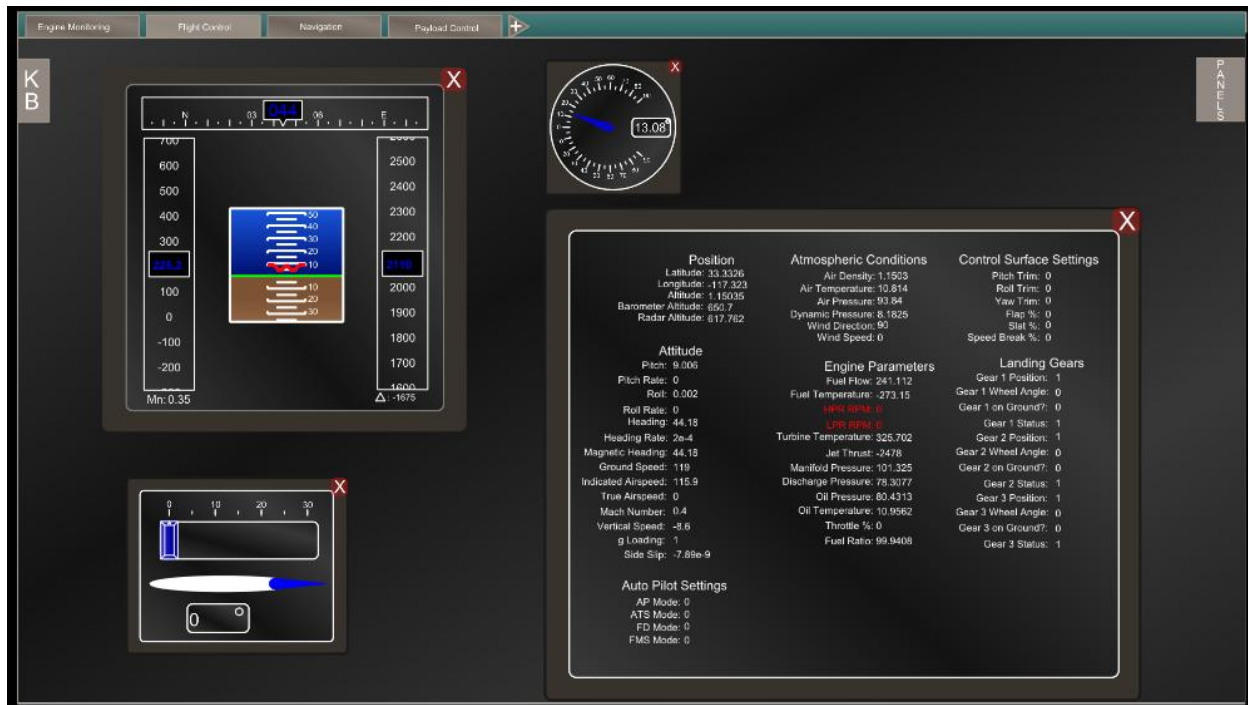 Engine Monitoring Flight Control Navigation Payload Control +
K
B
P
A
N
E
L
S
X
N 03 044 06 E
700
600
500
400
300
100
0
-100
-200
Mn: 0.35
50
40
30
20
10
10
20
30
2500
2400
2300
2200
2110
2000
1900
1800
1700
1600
Δ: -1675
X
13.08°
X
0 10 20 30
0
X
Position
Latitude: 33.3326
Longitude: -117.323
Altitude: 1.15035
Barometer Altitude: 650.7
Radar Altitude: 617.762
Attitude
Pitch: 9.006
Pitch Rate: 0
Roll: 0.002
Roll Rate: 0
Heading: 44.18
Heading Rate: 2e-4
Magnetic Heading: 44.18
Ground Speed: 119
Indicated Airspeed: 115.9
True Airspeed: 0
Mach Number: 0.4
Vertical Speed: -8.6
g Loading: 1
Side Slip: -7.89e-9
Auto Pilot Settings
AP Mode: 0
ATS Mode: 0
FD Mode: 0
FMS Mode: 0
Atmospheric Conditions
Air Density: 1.1503
Air Temperature: 10.814
Air Pressure: 93.84
Dynamic Pressure: 8.1825
Wind Direction: 90
Wind Speed: 0
Engine Parameters
Fuel Flow: 241.112
Fuel Temperature: -273.15
HPR RPM: 0
LPR RPM: 0
Turbine Temperature: 325.702
Jet Thrust: -2478
Manifold Pressure: 101.325
Discharge Pressure: 78.3077
Oil Pressure: 80.4313
Oil Temperature: 10.9562
Throttle %: 0
Fuel Ratio: 99.9408
Control Surface Settings
Pitch Trim: 0
Roll Trim: 0
Yaw Trim: 0
Flap %: 0
Slat %: 0
Speed Break %: 0
Landing Gears
Gear 1 Position: 1
Gear 1 Wheel Angle: 0
Gear 1 on Ground?: 0
Gear 1 Status: 1
Gear 2 Position: 1
Gear 2 Wheel Angle: 0
Gear 2 on Ground?: 0
Gear 2 Status: 1
Gear 3 Position: 1
Gear 3 Wheel Angle: 0
Gear 3 on Ground?: 0
Gear 3 Status: 1